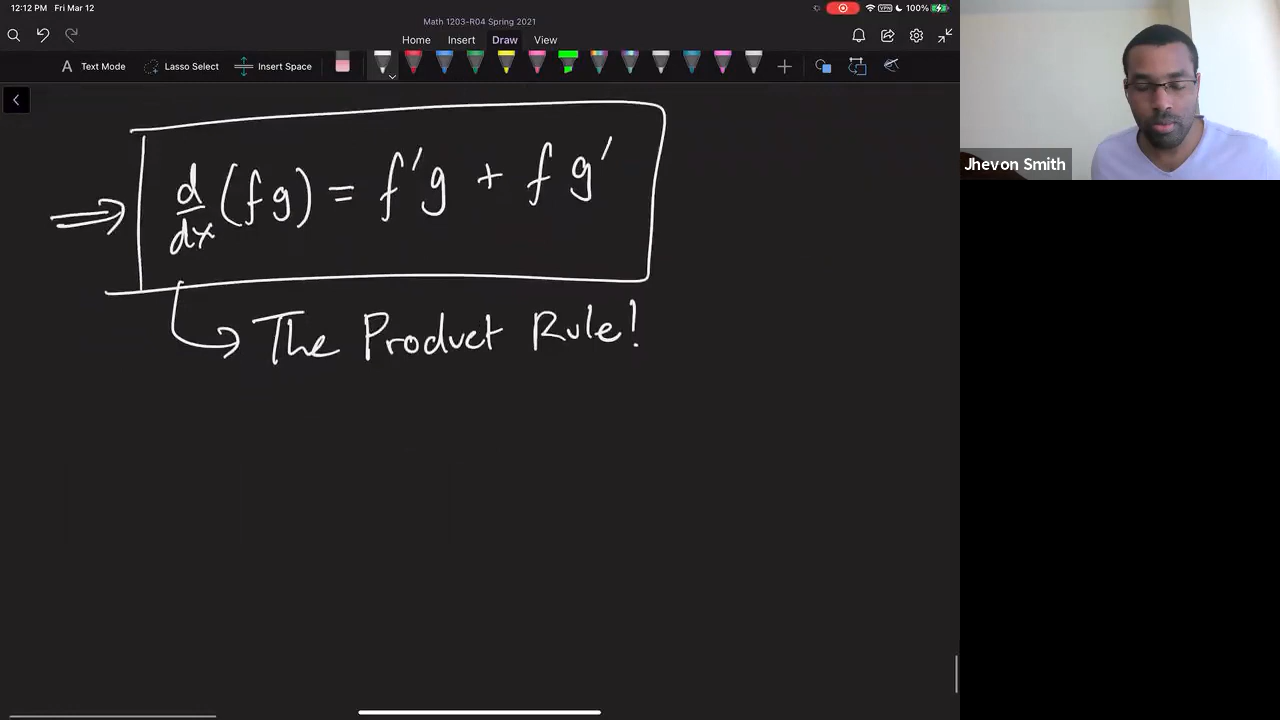 12:12 PM Fri Mar 12
VPN 100%
Math 1203-R04 Spring 2021
Home Insert Draw View
Text Mode Lasso Select Insert Space
Jhevon Smith
⇒ d/dx (fg) = f'g + fg'
→ The Product Rule!